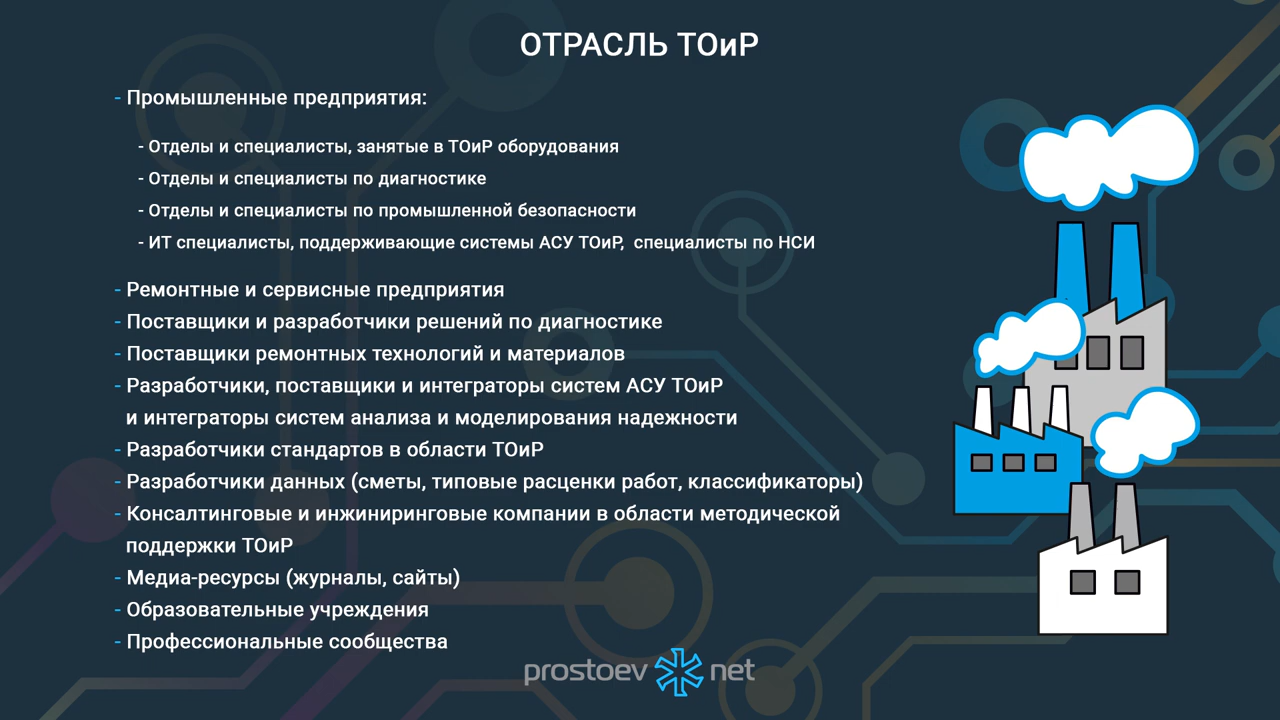 ОТРАСЛЬ ТОиР
- Промышленные предприятия:
- Отделы и специалисты, занятые в ТОиР оборудования
- Отделы и специалисты по диагностике
- Отделы и специалисты по промышленной безопасности
- ИТ специалисты, поддерживающие системы АСУ ТОиР, специалисты по НСИ
- Ремонтные и сервисные предприятия
- Поставщики и разработчики решений по диагностике
- Поставщики ремонтных технологий и материалов
- Разработчики, поставщики и интеграторы систем АСУ ТОиР
и интеграторы систем анализа и моделирования надежности
- Разработчики стандартов в области ТОиР
- Разработчики данных (сметы, типовые расценки работ, классификаторы)
- Консалтинговые и инжиниринговые компании в области методической
поддержки ТОиР
- Медиа-ресурсы (журналы, сайты)
- Образовательные учреждения
- Профессиональные сообщества
prostoev net